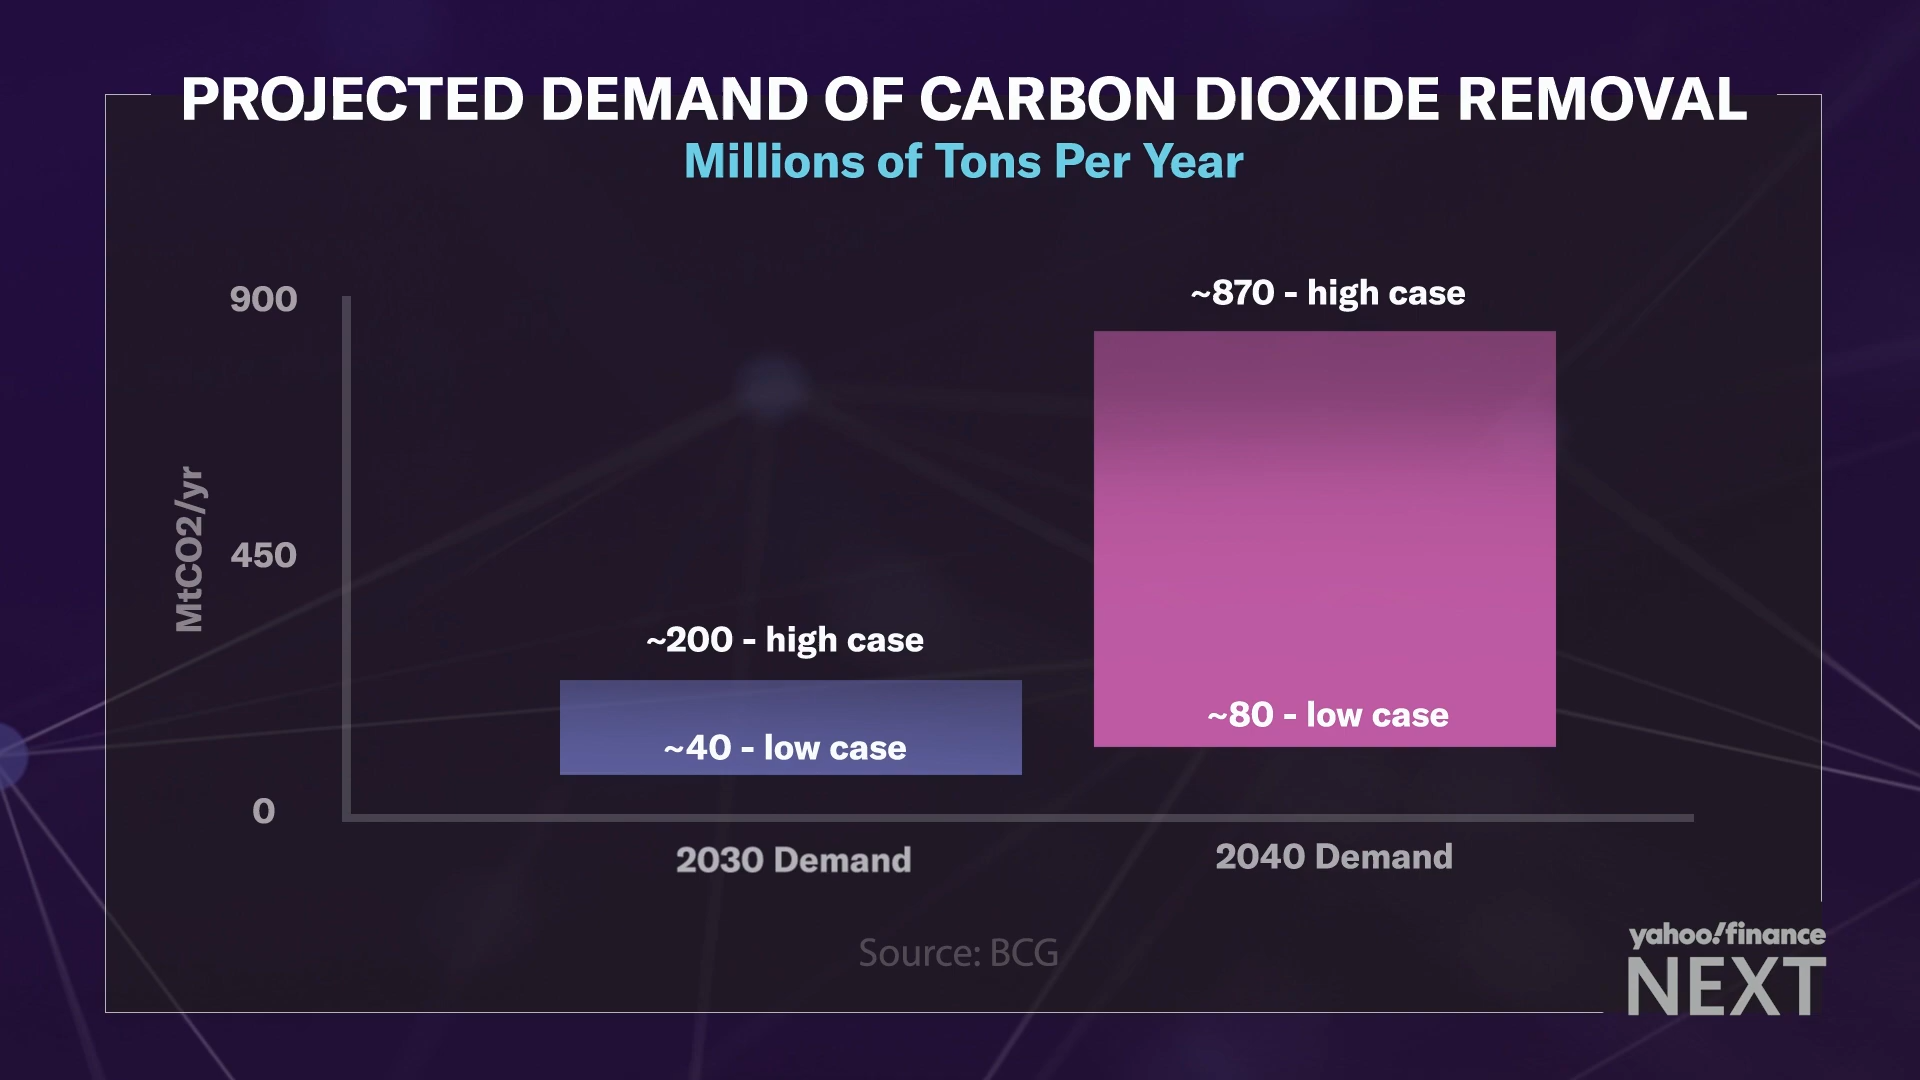 PROJECTED DEMAND OF CARBON DIOXIDE REMOVAL
Millions of Tons Per Year
900
450
0
MtCO2/yr
~200 - high case
~40 - low case
~870 - high case
~80 - low case
2030 Demand
2040 Demand
Source: BCG
yahoo!finance
NEXT